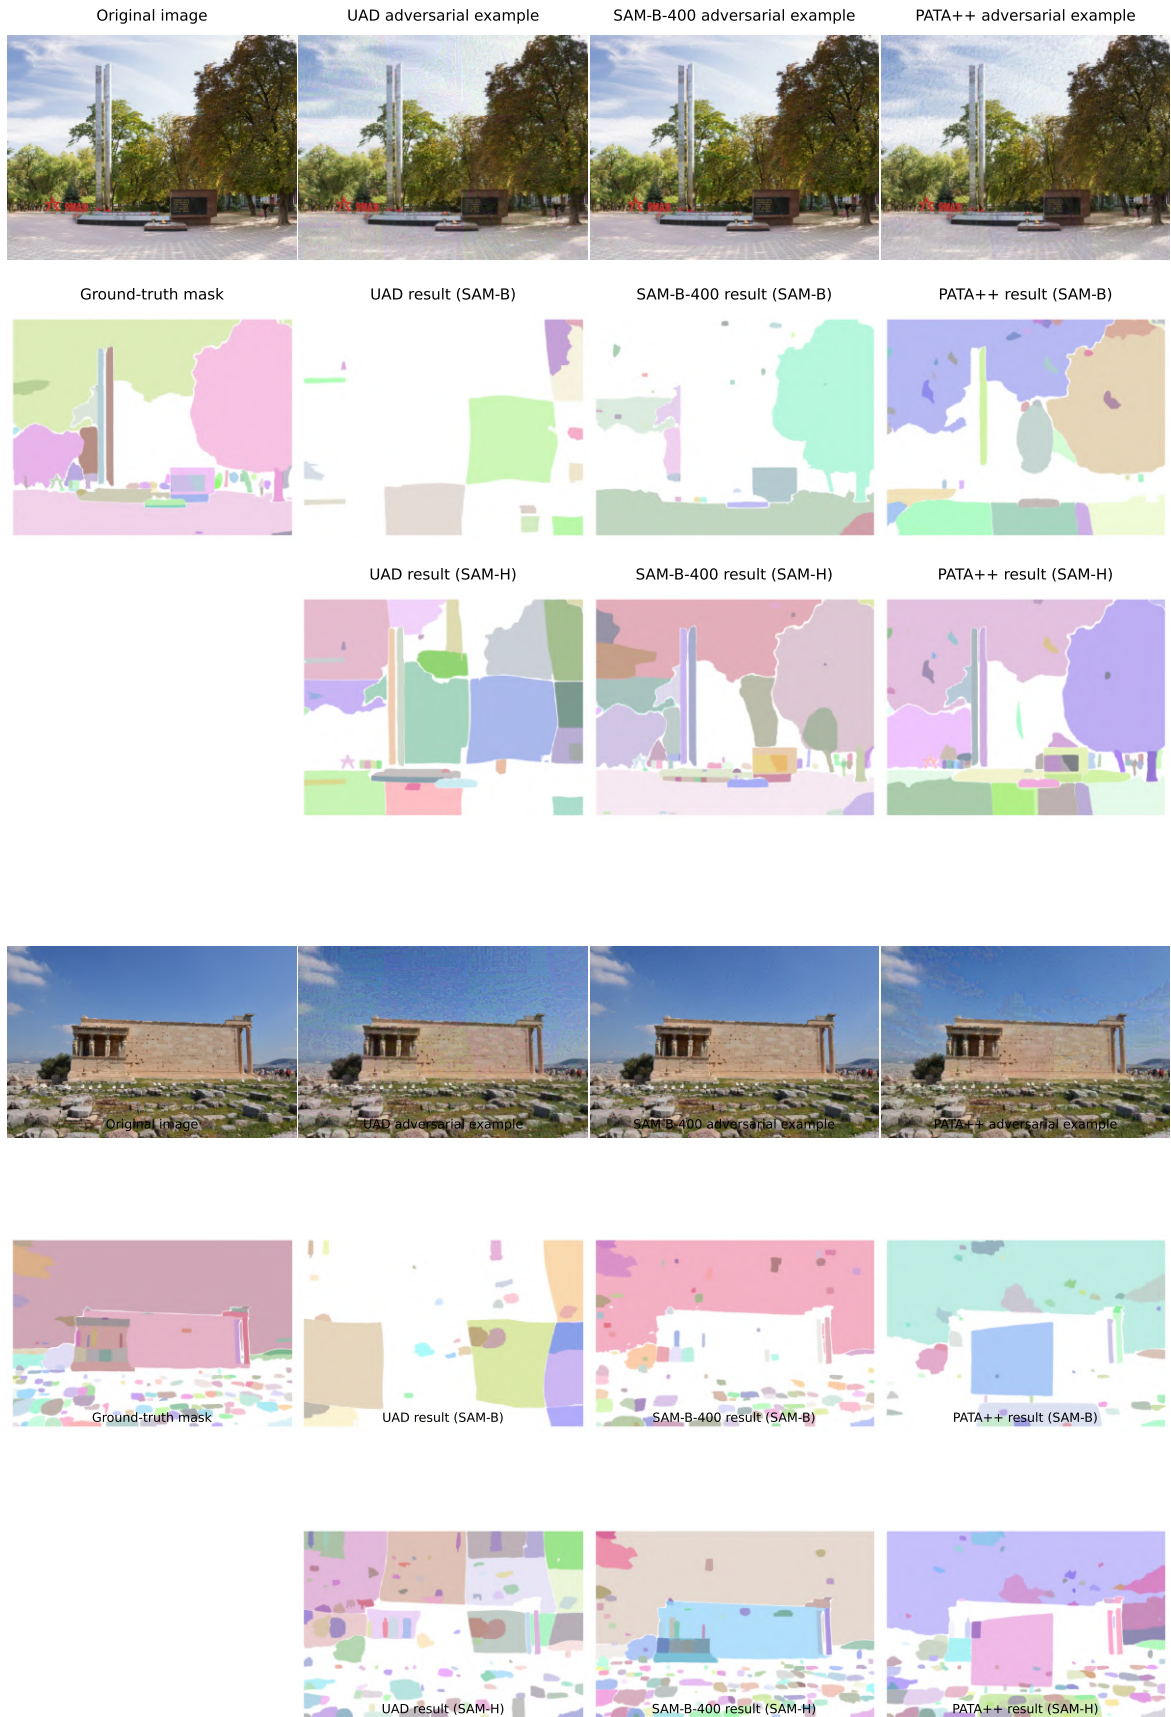 Original image
UAD adversarial example
SAM-B-400 adversarial example
PATA++ adversarial example
Ground-truth mask
UAD result (SAM-B)
SAM-B-400 result (SAM-B)
PATA++ result (SAM-B)
UAD result (SAM-H)
SAM-B-400 result (SAM-H)
PATA++ result (SAM-H)
Original image
UAD adversarial example
SAM-B-400 adversarial example
PATA++ adversarial example
Ground-truth mask
UAD result (SAM-B)
SAM-B-400 result (SAM-B)
PATA++ result (SAM-B)
UAD result (SAM-H)
SAM-B-400 result (SAM-H)
PATA++ result (SAM-H)